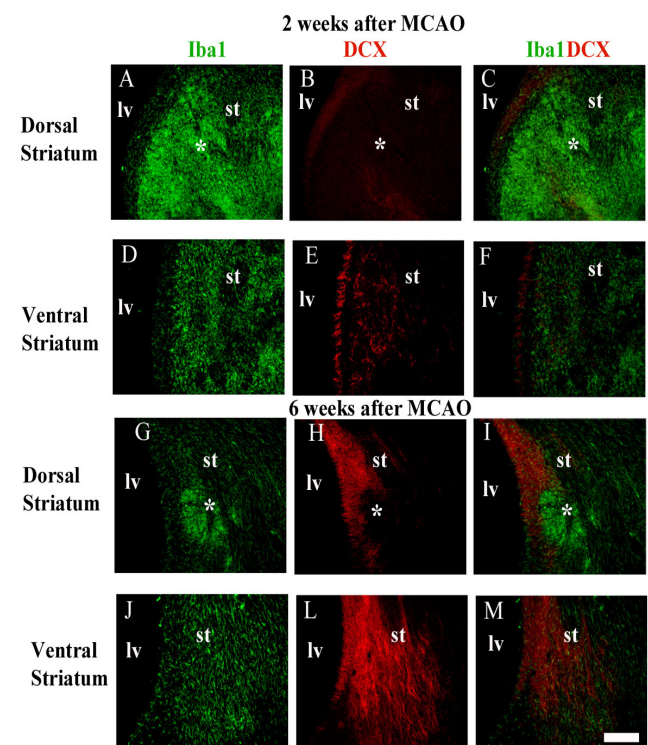 2 weeks after MCAO
Iba1 DCX Iba1DCX
A lv st *
B lv st *
C lv st *
Dorsal
Striatum
D lv st
E lv st
F lv st
Ventral
Striatum
6 weeks after MCAO
G lv st *
H lv st *
I lv st *
Dorsal
Striatum
J lv st
L lv st
M lv st
Ventral
Striatum